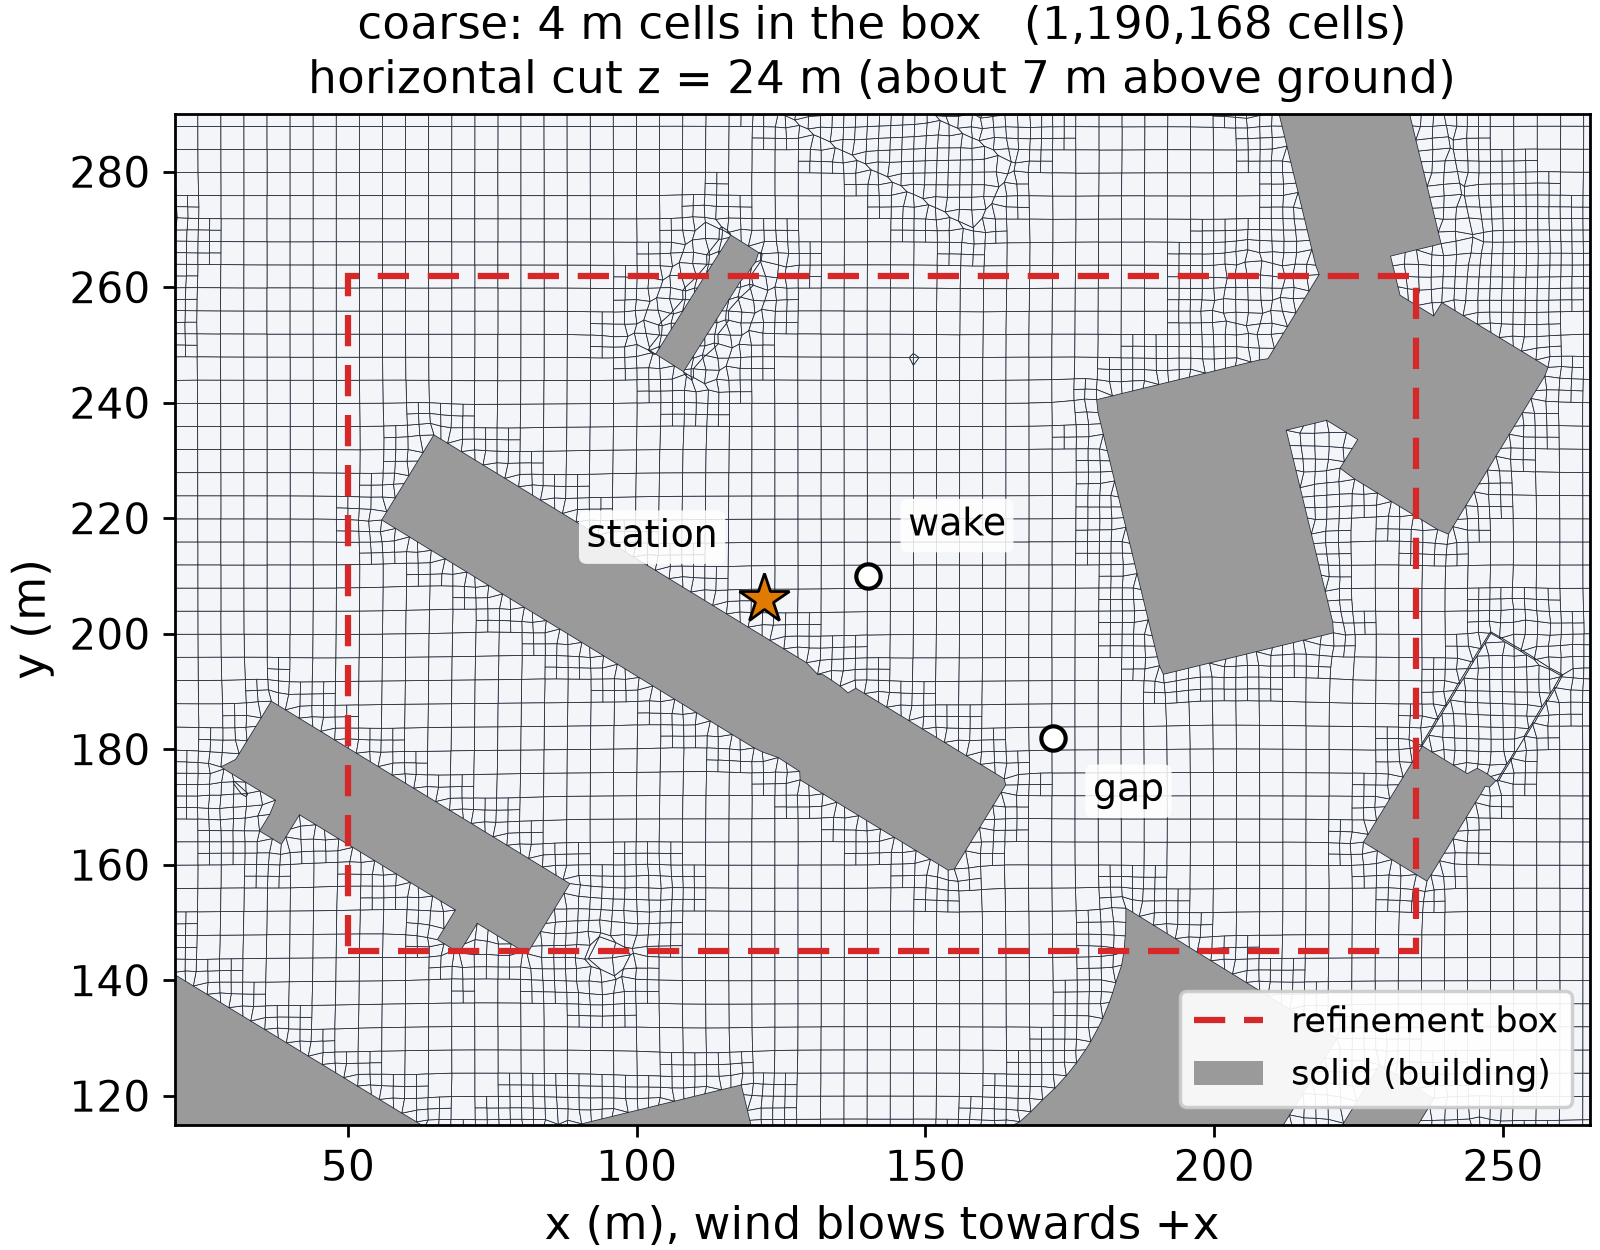 coarse: 4 m cells in the box (1,190,168 cells)
horizontal cut z = 24 m (about 7 m above ground)
y (m)
280
260
240
220
200
180
160
140
120
station
wake
gap
refinement box
solid (building)
50
100
150
200
250
x (m), wind blows towards +x